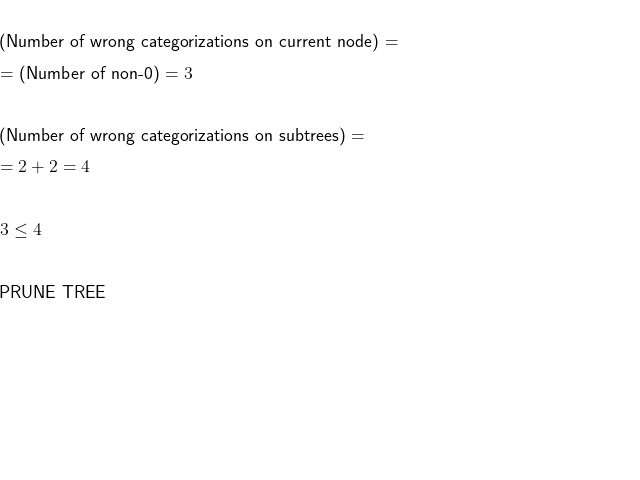 (Number of wrong categorizations on current node) =
= (Number of non-0) = 3
(Number of wrong categorizations on subtrees) =
= 2 + 2 = 4
3 ≤ 4
PRUNE TREE